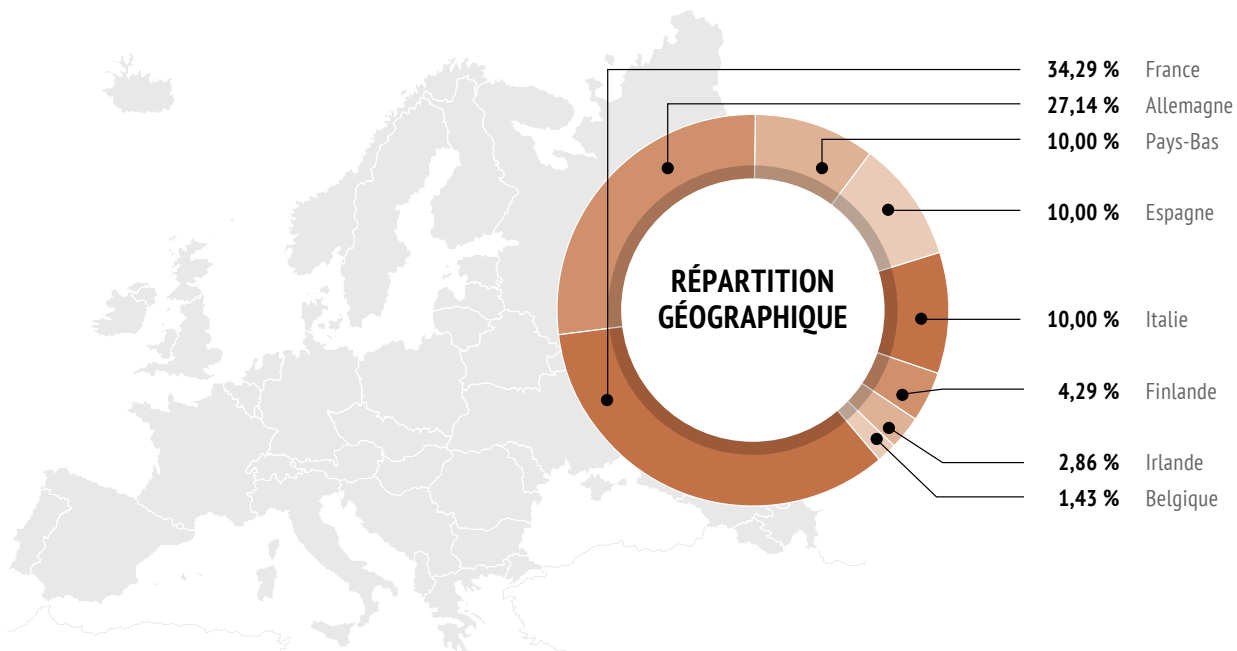 34,29 % France
27,14 % Allemagne
10,00 % Pays-Bas
10,00 % Espagne
RÉPARTITION
GÉOGRAPHIQUE
10,00 % Italie
4,29 % Finlande
2,86 % Irlande
1,43 % Belgique